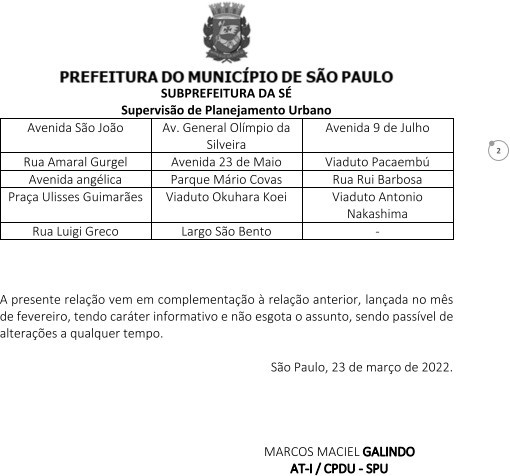 PREFEITURA DO MUNICÍPIO DE SÃO PAULO
SUBPREFEITURA DA SÉ
Supervisão de Planejamento Urbano
Avenida São João Av. General Olímpio da Silveira Avenida 9 de Julho
Rua Amaral Gurgel Avenida 23 de Maio Viaduto Pacaembú
Avenida angélica Parque Mário Covas Rua Rui Barbosa
Praça Ulisses Guimarães Viaduto Okuhara Koei Viaduto Antonio Nakashima
Rua Luigi Greco Largo São Bento -
2
A presente relação vem em complementação à relação anterior, lançada no mês
de fevereiro, tendo caráter informativo e não esgota o assunto, sendo passível de
alterações a qualquer tempo.
São Paulo, 23 de março de 2022.
MARCOS MACIEL GALINDO
AT-I / CPDU - SPU